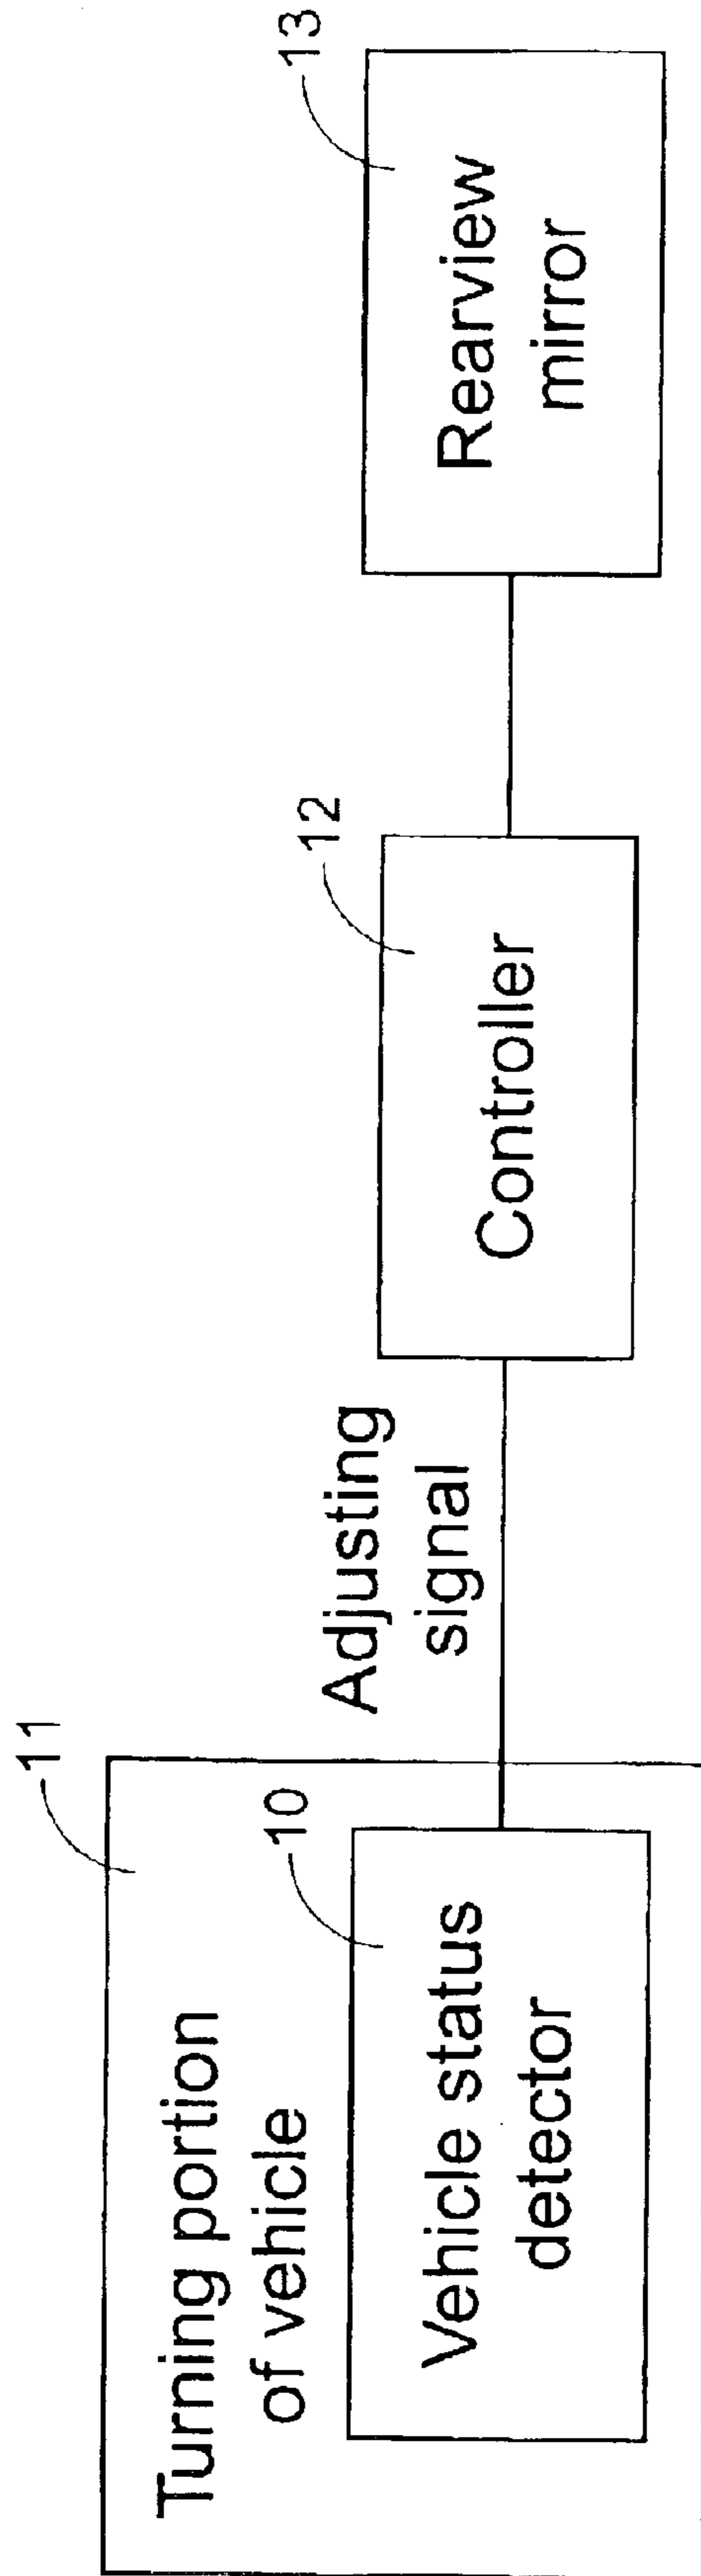 11
Turning portion
of vehicle
10
Vehicle status
detector
Adjusting
signal
12
Controller
13
Rearview
mirror